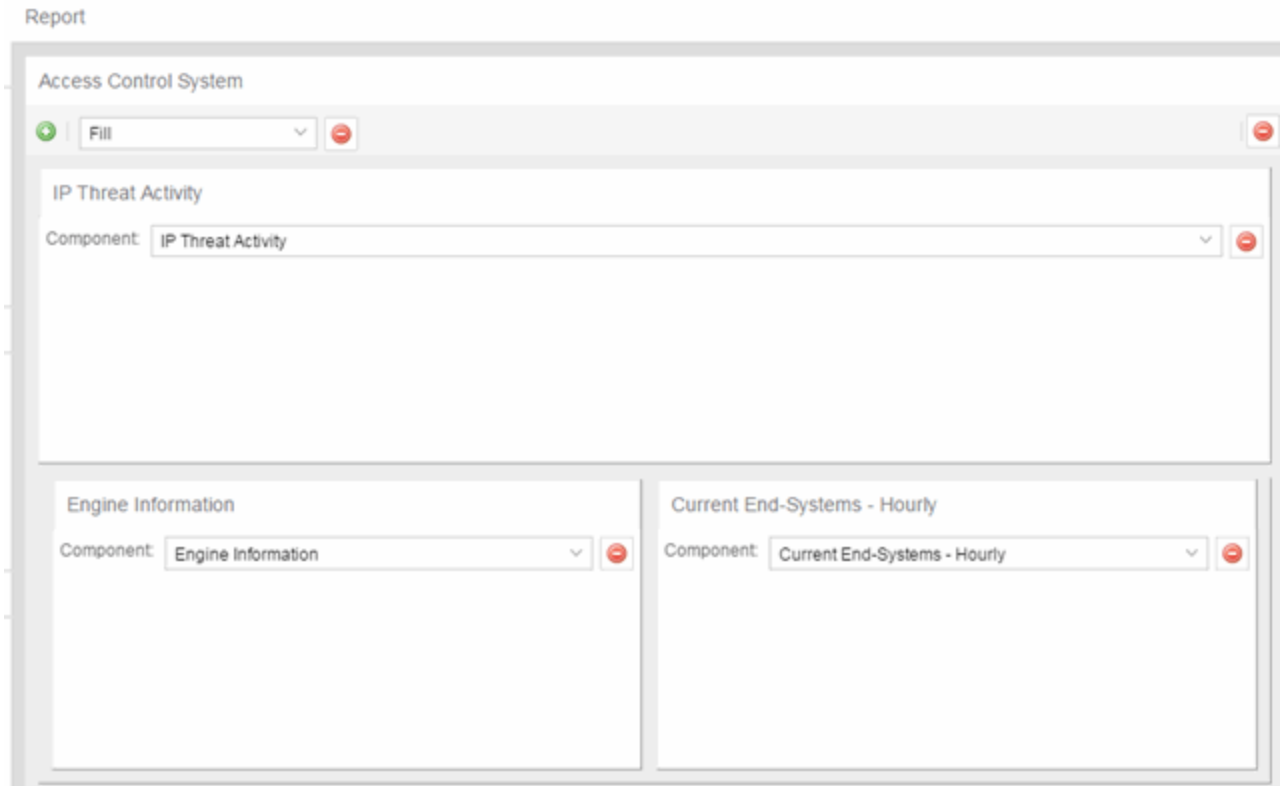 Report
Access Control System
Fill
IP Threat Activity
Component: IP Threat Activity
Engine Information
Component: Engine Information
Current End-Systems - Hourly
Component: Current End-Systems - Hourly